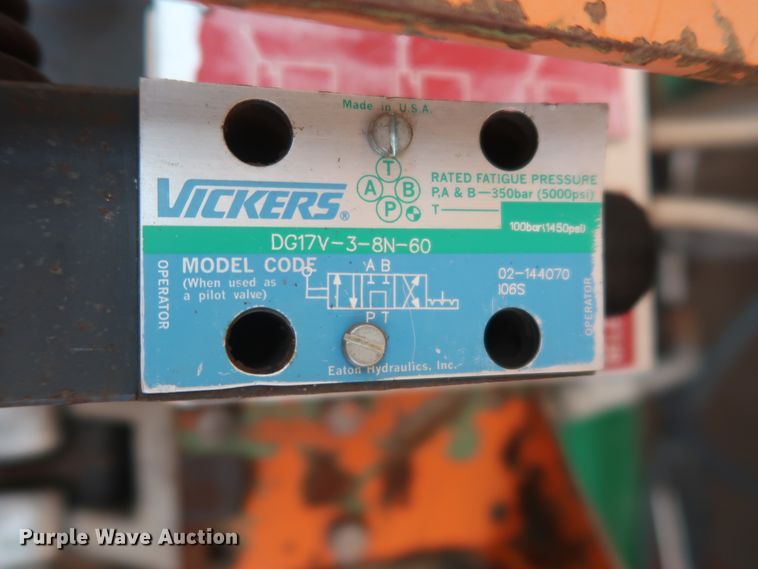 Made in U.S.A.
T
A B
P
VICKERS®
RATED FATIGUE PRESSURE
P,A & B—350bar (5000psi)
T— 100bar(1450psi)
DG17V-3-8N-60
MODEL CODE
(When used as
a pilot valve)
OPERATOR
A B
P T
02-144070
106S
OPERATOR
Eaton Hydraulics, Inc.
Purple Wave Auction